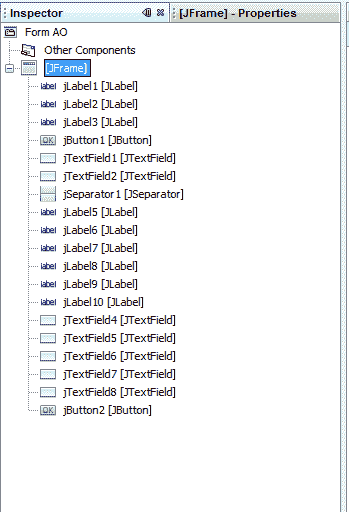 Inspector [JFrame] - Properties
Form AO
Other Components
[JFrame]
label jLabel1 [JLabel]
label jLabel2 [JLabel]
label jLabel3 [JLabel]
OK jButton1 [JButton]
jTextField1 [JTextField]
jTextField2 [JTextField]
jSeparator1 [JSeparator]
label jLabel5 [JLabel]
label jLabel6 [JLabel]
label jLabel7 [JLabel]
label jLabel8 [JLabel]
label jLabel9 [JLabel]
label jLabel10 [JLabel]
jTextField4 [JTextField]
jTextField5 [JTextField]
jTextField6 [JTextField]
jTextField7 [JTextField]
jTextField8 [JTextField]
OK jButton2 [JButton]